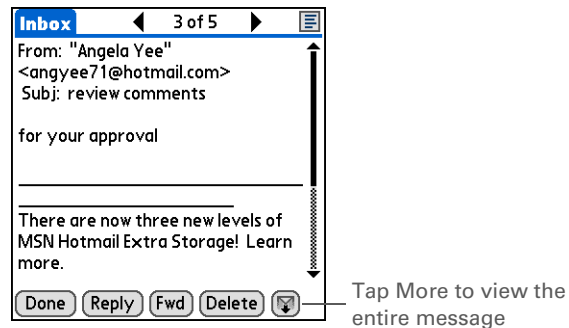 Inbox 3 of 5
From: "Angela Yee"
<angyee71@hotmail.com>
Subj: review comments
for your approval
There are now three new levels of
MSN Hotmail Extra Storage! Learn
more.
Done Reply Fwd Delete
Tap More to view the
entire message